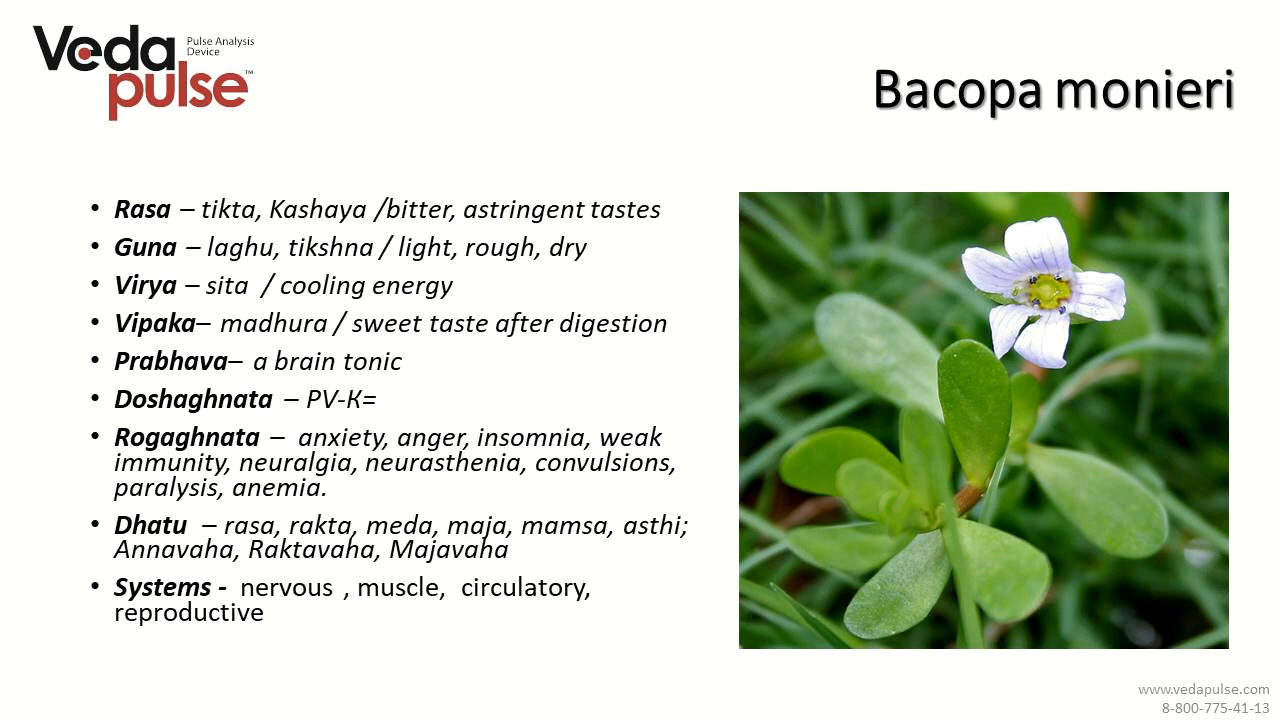 Veda
Pulse Analysis
Device
pulse™
Bacopa monieri
• Rasa – tikta, Kashaya /bitter, astringent tastes
• Guna – laghu, tikshna / light, rough, dry
• Virya – sita / cooling energy
• Vipaka– madhura / sweet taste after digestion
• Prabhava– a brain tonic
• Doshaghnata – PV-K=
• Rogaghnata – anxiety, anger, insomnia, weak
immunity, neuralgia, neurasthenia, convulsions,
paralysis, anemia.
• Dhatu – rasa, rakta, meda, maja, mamsa, asthi;
Annavaha, Raktavaha, Majavaha
• Systems - nervous , muscle, circulatory,
reproductive
www.vedapulse.com
8-800-775-41-13